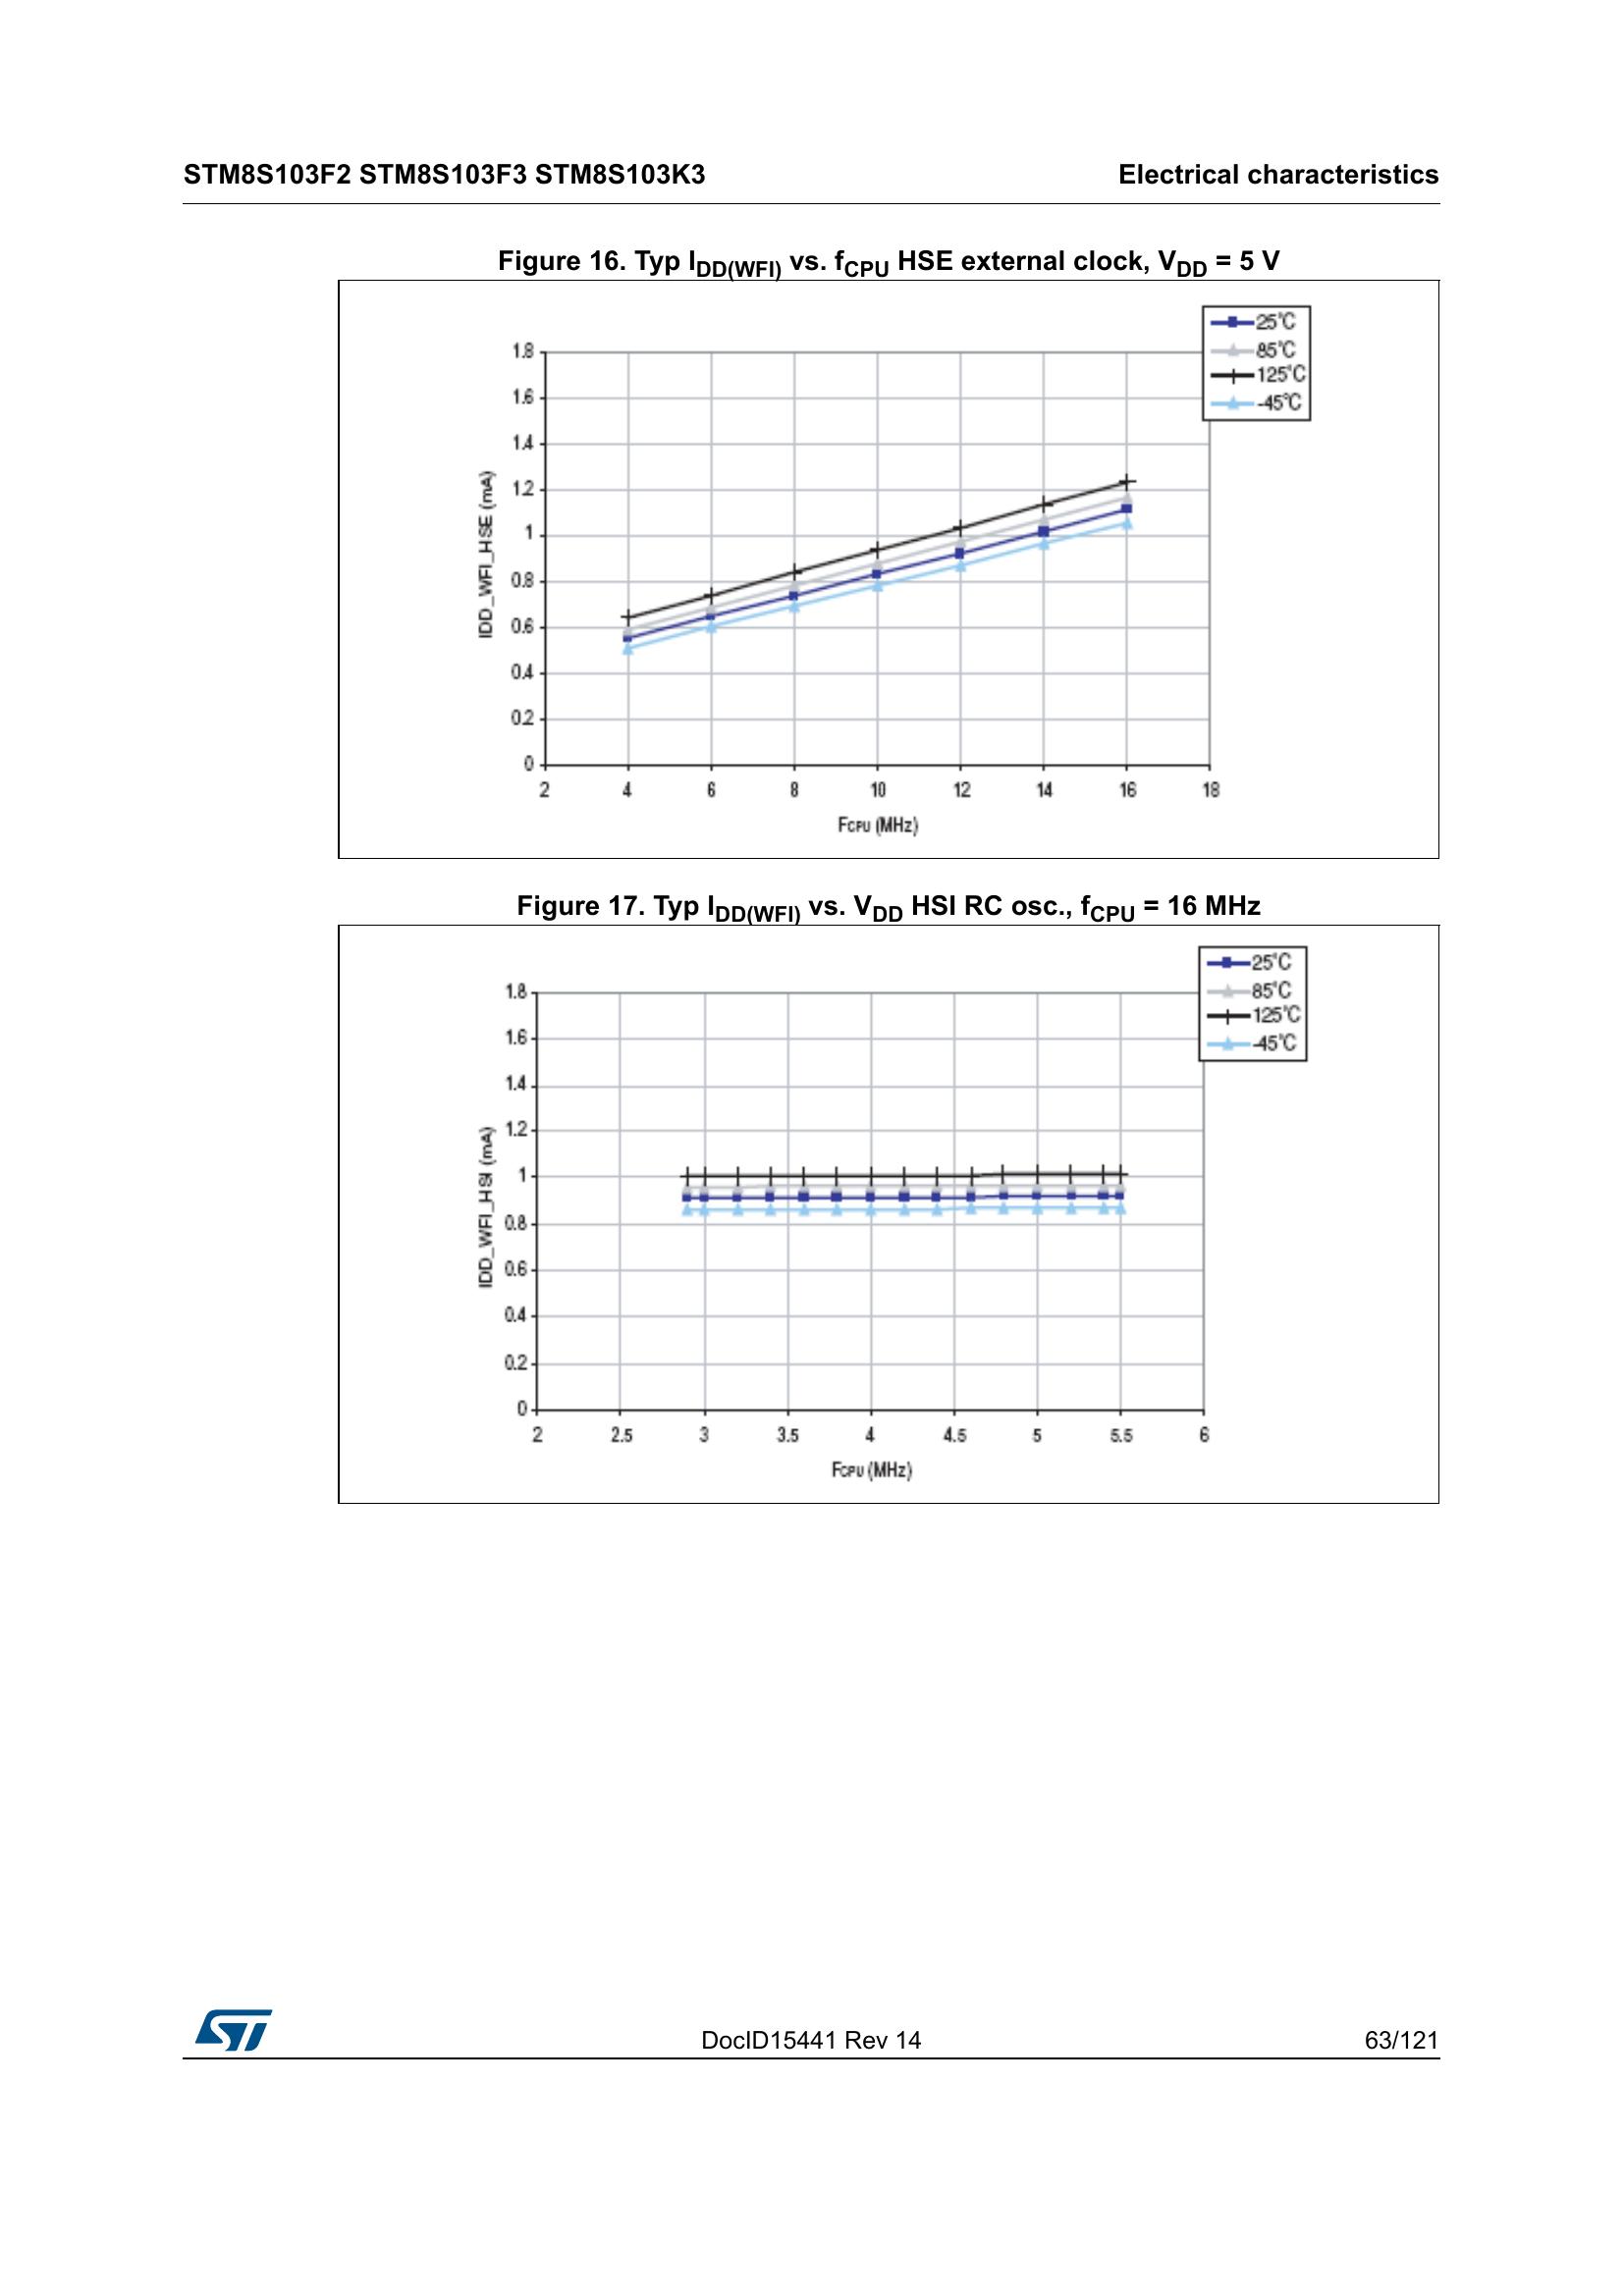 STM8S103F2 STM8S103F3 STM8S103K3 Electrical characteristics
Figure 16. Typ IDD(WFI) vs. fCPU HSE external clock, VDD = 5 V
25°C
85°C
125°C
-45°C
1.8
1.6
1.4
1.2
1
0.8
0.6
0.4
0.2
0
IDD_WFI_HSE (mA)
2 4 6 8 10 12 14 16 18
FCPU (MHz)
Figure 17. Typ IDD(WFI) vs. VDD HSI RC osc., fCPU = 16 MHz
25°C
85°C
125°C
-45°C
1.8
1.6
1.4
1.2
1
0.8
0.6
0.4
0.2
0
IDD_WFI_HSI (mA)
2 2.5 3 3.5 4 4.5 5 5.5 6
FCPU (MHz)
ST DocID15441 Rev 14 63/121